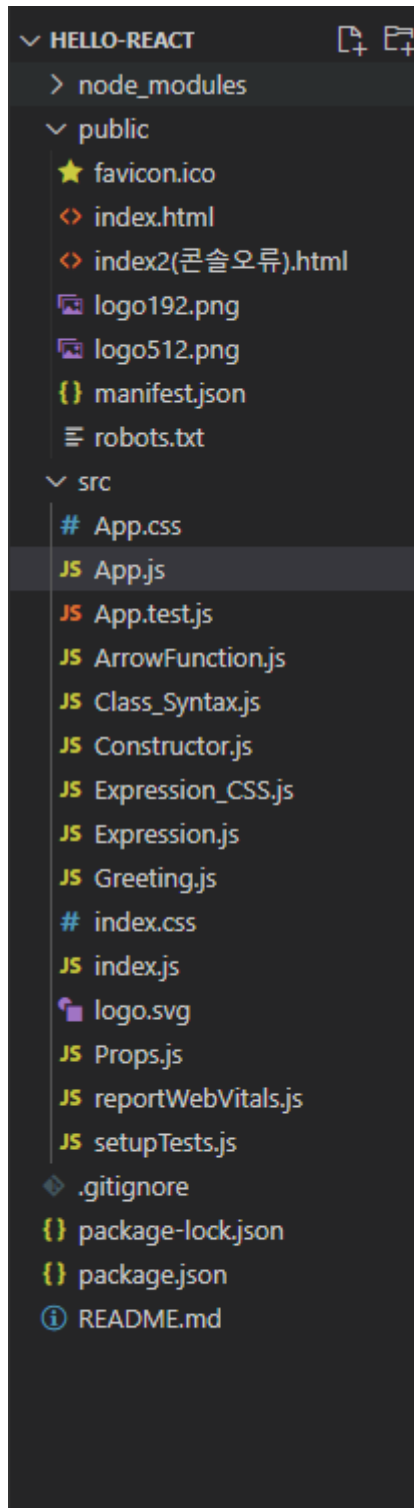 HELLO-REACT
node_modules
public
favicon.ico
index.html
index2(콘솔오류).html
logo192.png
logo512.png
manifest.json
robots.txt
src
App.css
App.js
App.test.js
ArrowFunction.js
Class_Syntax.js
Constructor.js
Expression_CSS.js
Expression.js
Greeting.js
index.css
index.js
logo.svg
Props.js
reportWebVitals.js
setupTests.js
.gitignore
package-lock.json
package.json
README.md